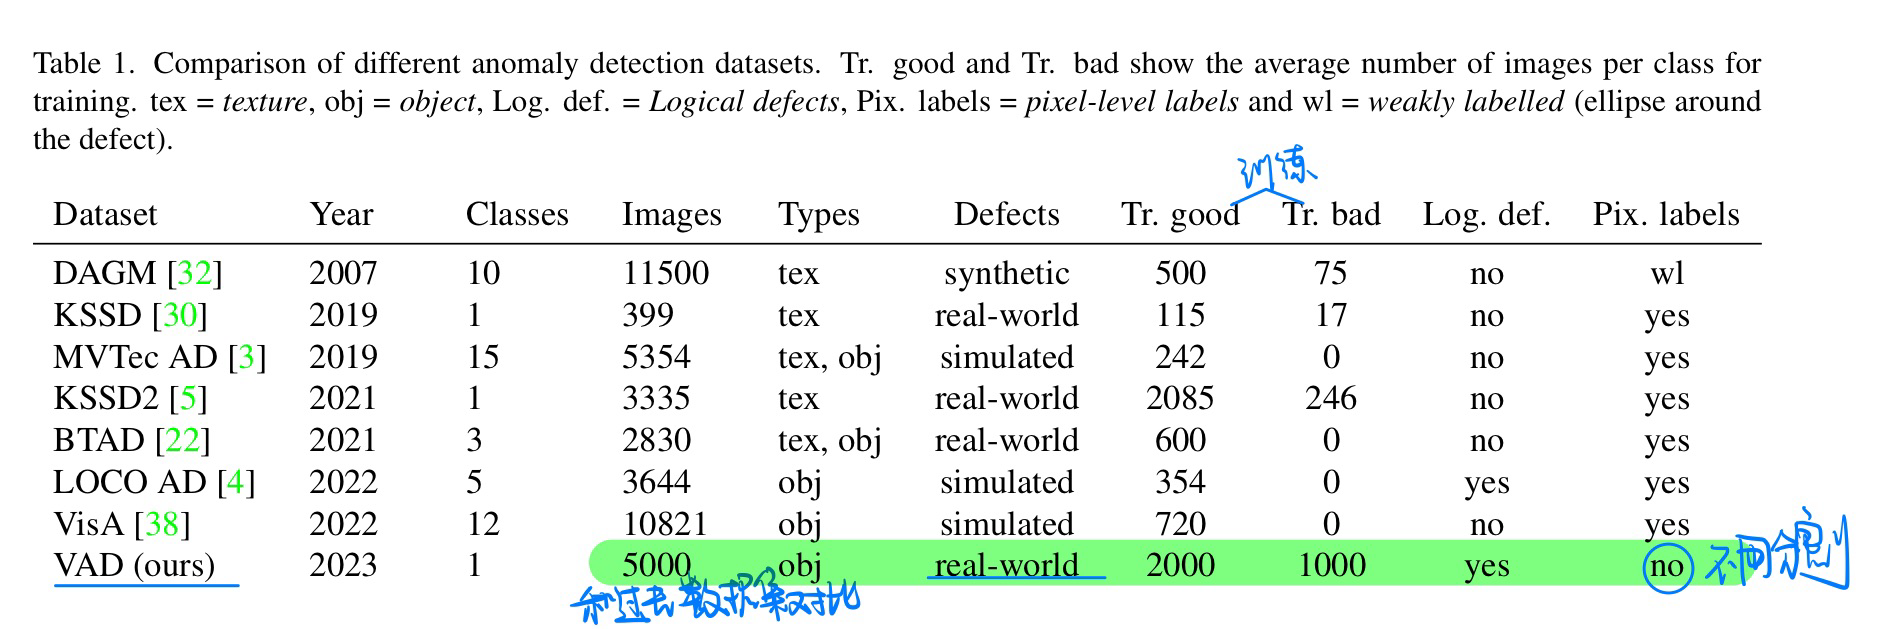 Table 1. Comparison of different anomaly detection datasets. Tr. good and Tr. bad show the average number of images per class for
training. tex = texture, obj = object, Log. def. = Logical defects, Pix. labels = pixel-level labels and wl = weakly labelled (ellipse around
the defect).
训练
Dataset Year Classes Images Types Defects Tr. good Tr. bad Log. def. Pix. labels
DAGM [32] 2007 10 11500 tex synthetic 500 75 no wl
KSSD [30] 2019 1 399 tex real-world 115 17 no yes
MVTec AD [3] 2019 15 5354 tex, obj simulated 242 0 no yes
KSSD2 [5] 2021 1 3335 tex real-world 2085 246 no yes
BTAD [22] 2021 3 2830 tex, obj real-world 600 0 no yes
LOCO AD [4] 2022 5 3644 obj simulated 354 0 yes yes
VisA [38] 2022 12 10821 obj simulated 720 0 no yes
VAD (ours) 2023 1 5000 obj real-world 2000 1000 yes no 不同
和过去数据集对比